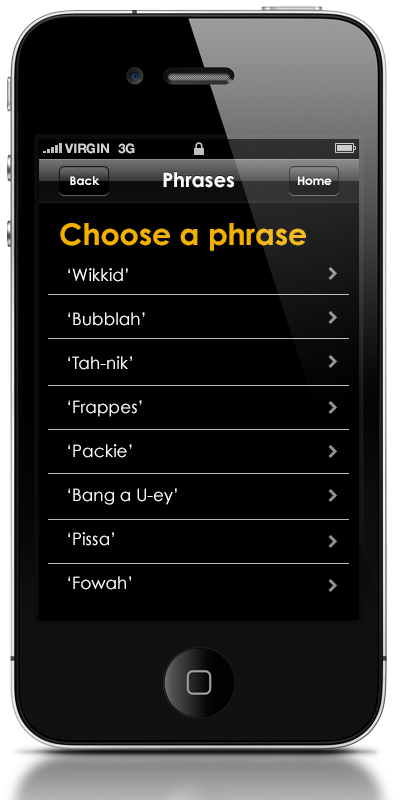 VIRGIN 3G
Back Phrases Home
Choose a phrase
‘Wikkid’
‘Bubblah’
‘Tah-nik’
‘Frappes’
‘Packie’
‘Bang a U-ey’
‘Pissa’
‘Fowah’